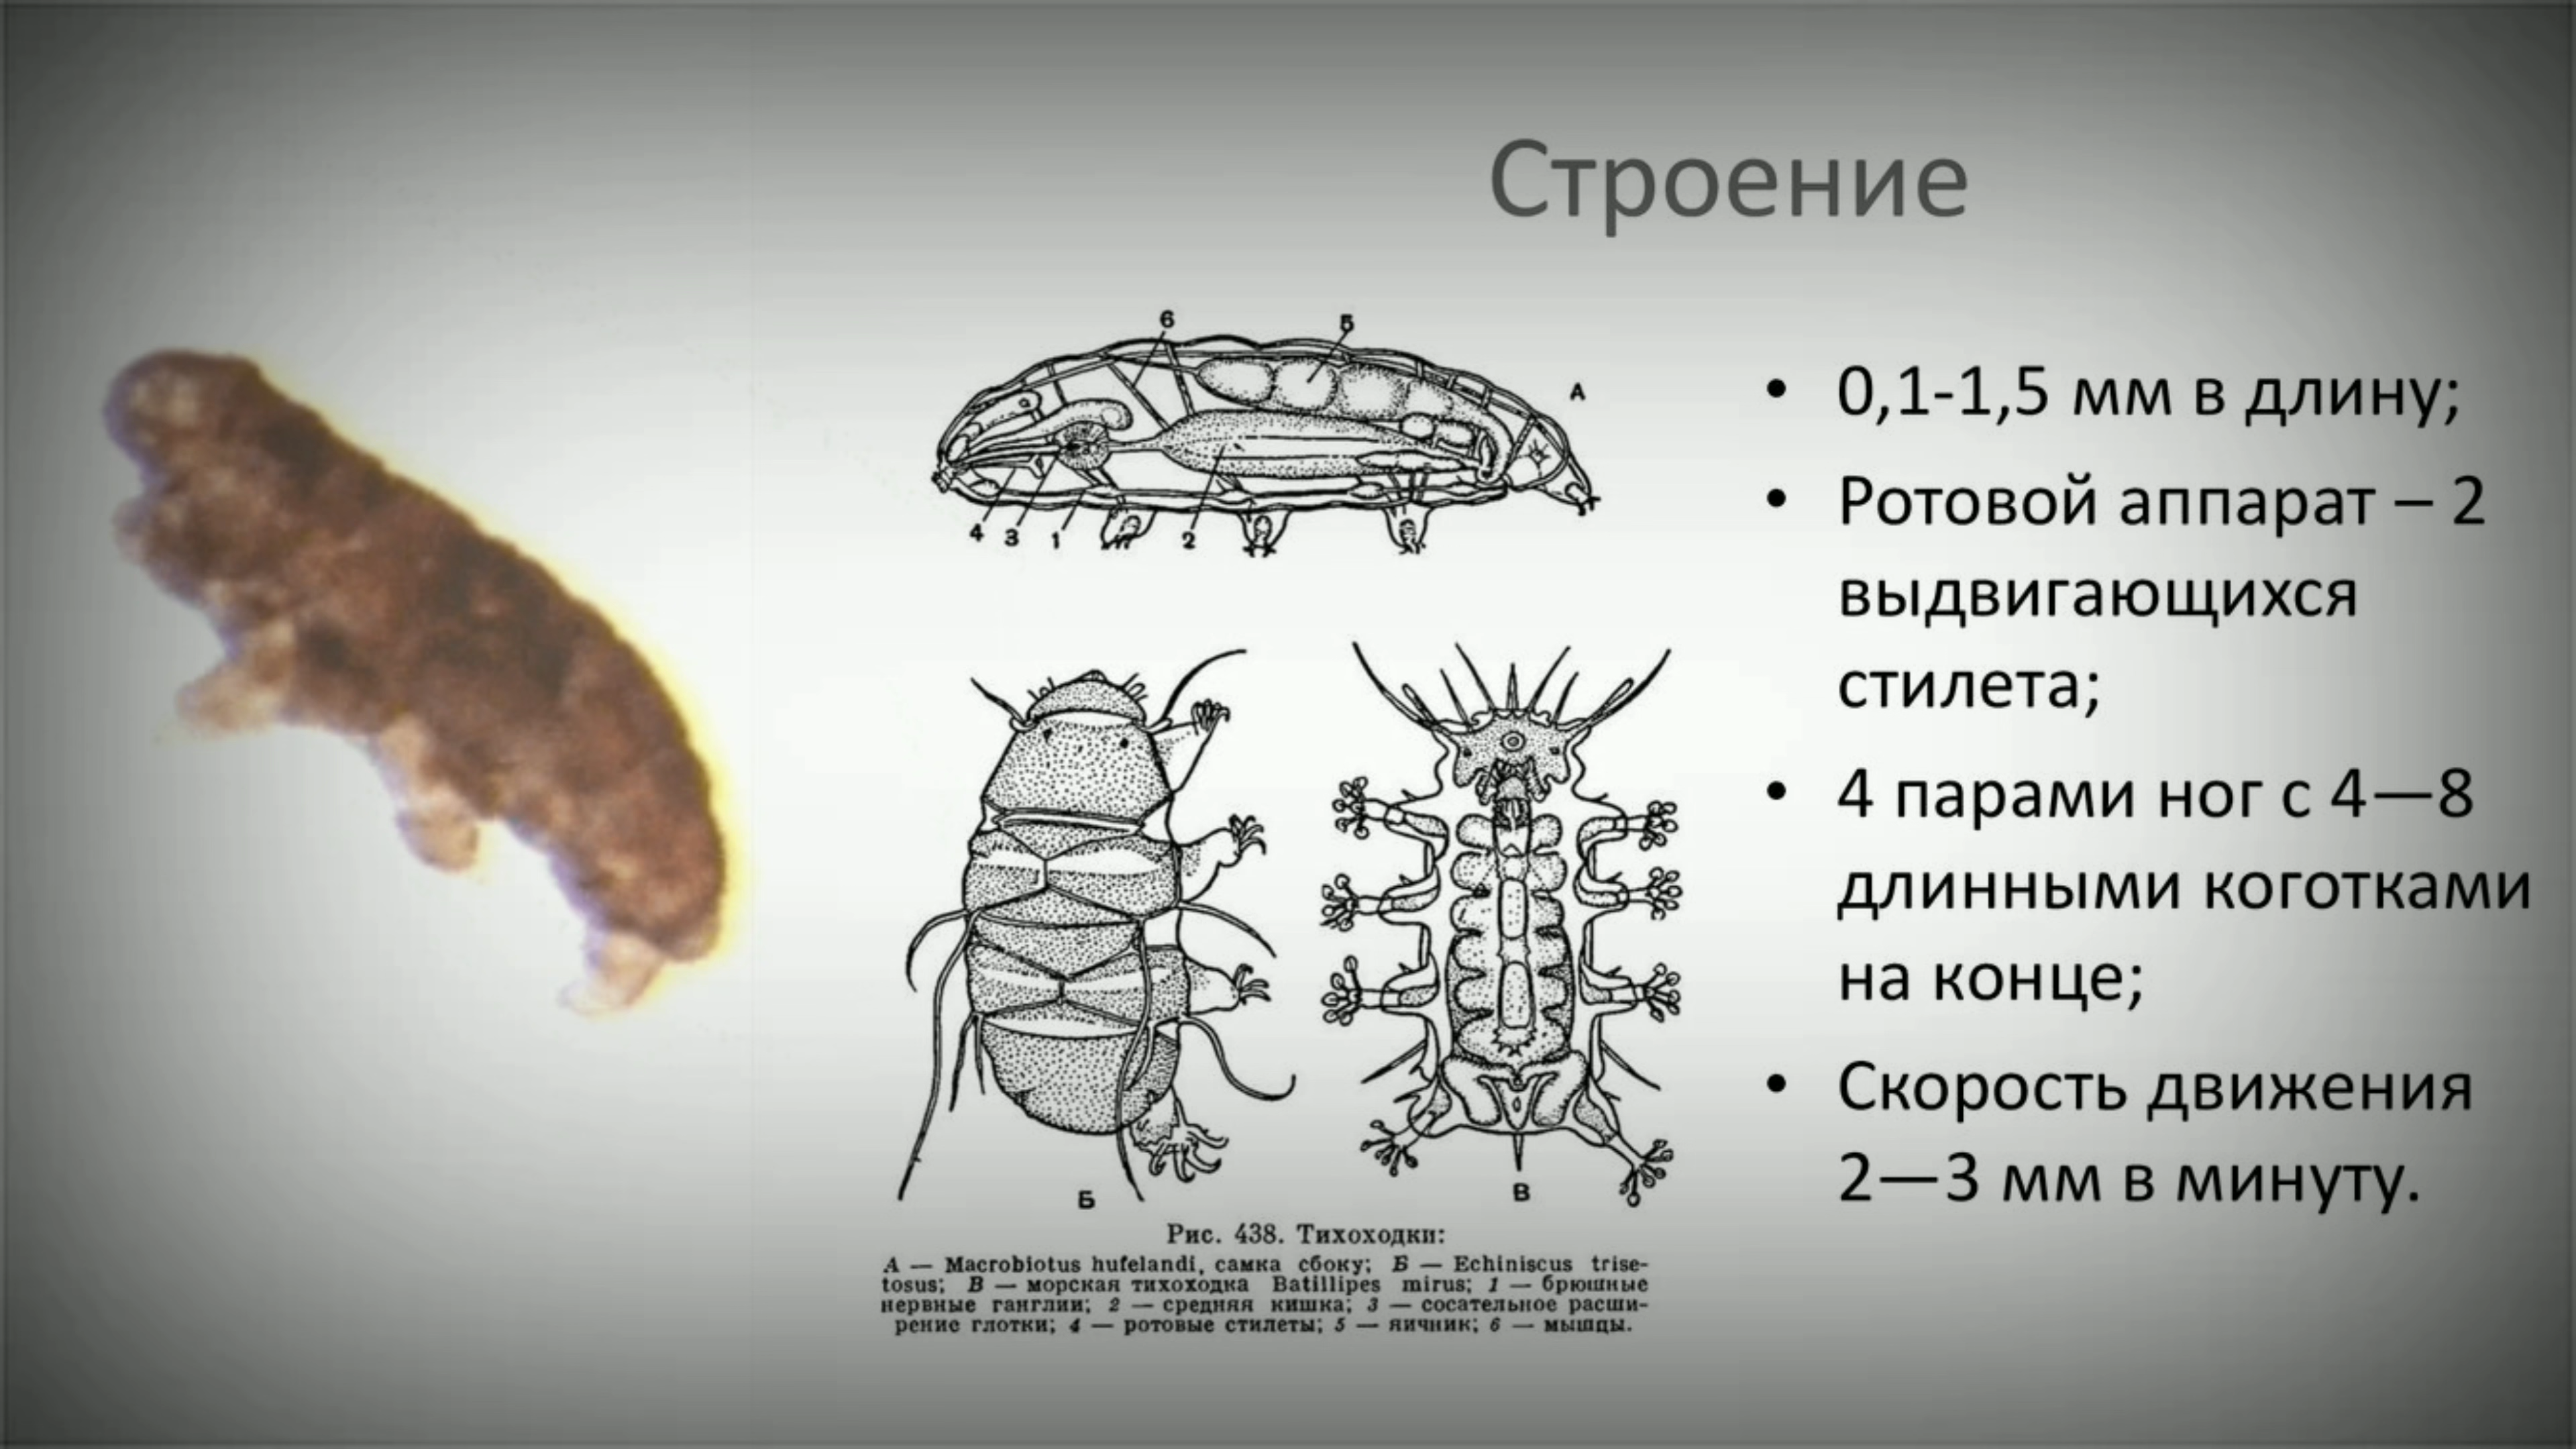 Строение
6
5
А
4 3 1 2
• 0,1-1,5 мм в длину;
• Ротовой аппарат – 2
выдвигающихся
стилета;
• 4 парами ног с 4—8
длинными коготками
на конце;
• Скорость движения
2—3 мм в минуту.
Б
В
Рис. 438. Тихоходки:
А — Macrobiotus hufelandi, самка сбоку; Б — Echiniscus trise-
tosus; В — морская тихоходка Batillipes mirus; 1 — брюшные
нервные ганглии; 2 — средняя кишка; 3 — сосательное расши-
рение глотки; 4 — ротовые стилеты; 5 — яичник; 6 — мышцы.